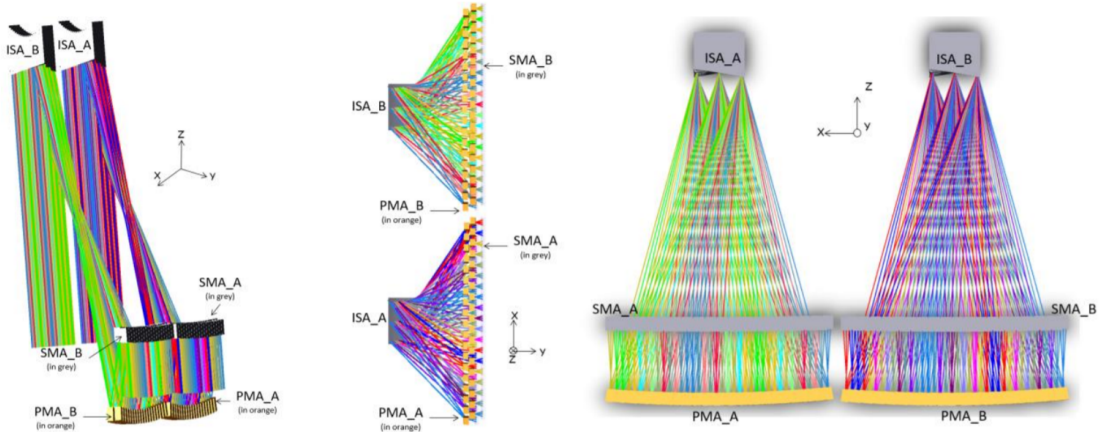 ISA_B
ISA_A
Z
X
y
SMA_A
(in grey)
SMA_B
(in grey)
PMA_B
(in orange)
PMA_A
(in orange)
SMA_B
(in grey)
ISA_B
PMA_B
(in orange)
SMA_A
(in grey)
ISA_A
X
Z
y
PMA_A
(in orange)
ISA_A
ISA_B
Z
X
y
SMA_A
SMA_B
PMA_A
PMA_B